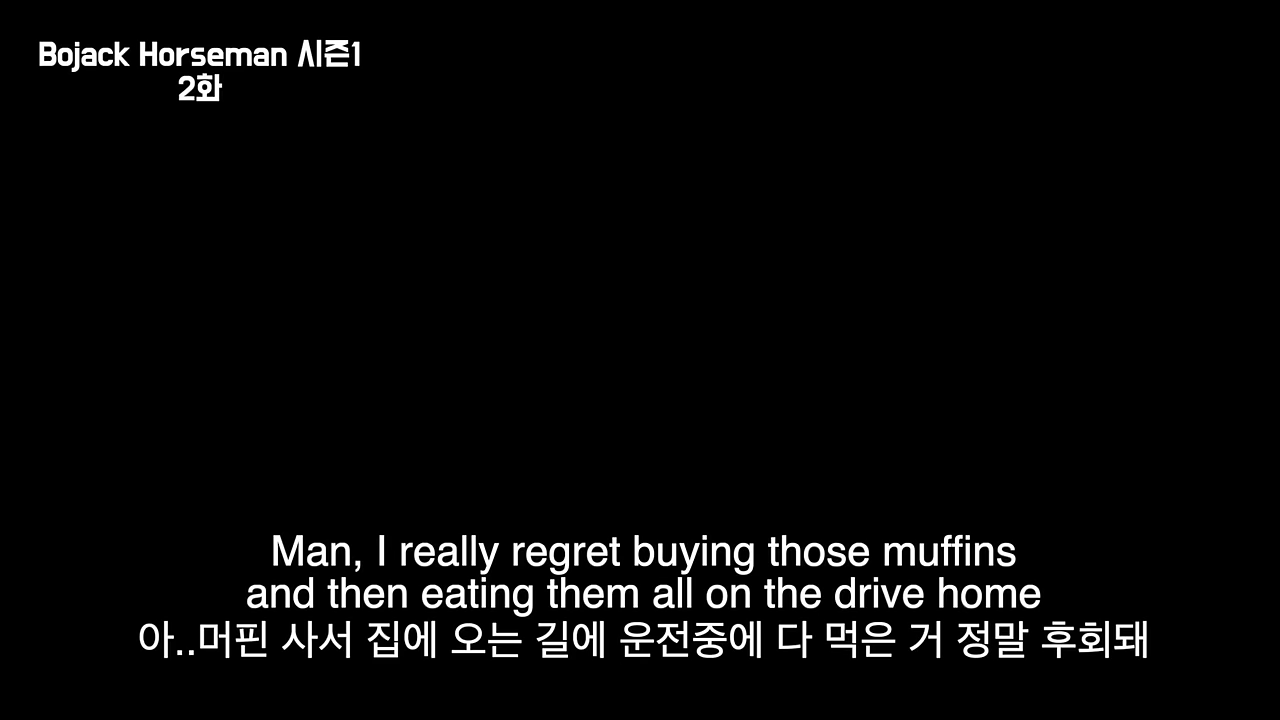 Bojack Horseman 시즌1
2화
Man, I really regret buying those muffins
and then eating them all on the drive home
아..머핀 사서 집에 오는 길에 운전중에 다 먹은 거 정말 후회돼